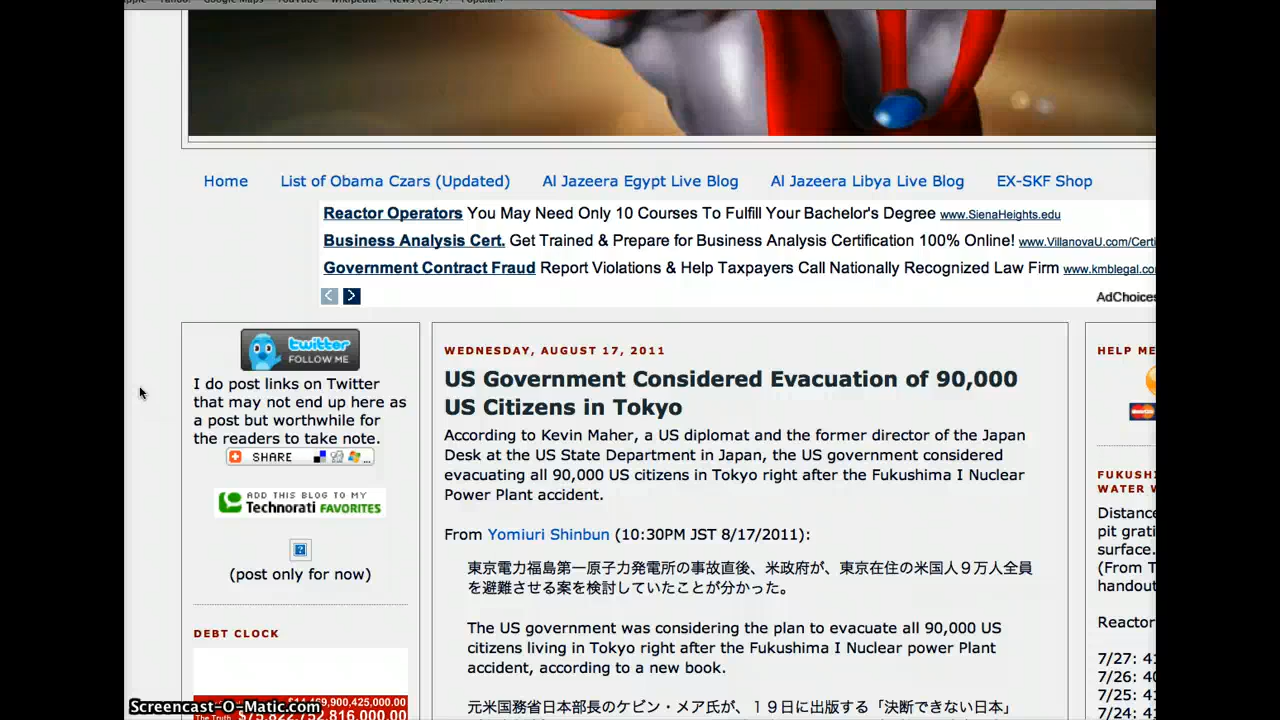 Home List of Obama Czars (Updated) Al Jazeera Egypt Live Blog Al Jazeera Libya Live Blog EX-SKF Shop
Reactor Operators You May Need Only 10 Courses To Fulfill Your Bachelor's Degree www.SienaHeights.edu
Business Analysis Cert. Get Trained & Prepare for Business Analysis Certification 100% Online! www.VillanovaU.com/Certi
Government Contract Fraud Report Violations & Help Taxpayers Call Nationally Recognized Law Firm www.kmblegal.co
AdChoices
twitter
FOLLOW ME
I do post links on Twitter
that may not end up here as
a post but worthwhile for
the readers to take note.
SHARE
ADD THIS BLOG TO MY
Technorati FAVORITES
(post only for now)
DEBT CLOCK
WEDNESDAY, AUGUST 17, 2011
US Government Considered Evacuation of 90,000
US Citizens in Tokyo
According to Kevin Maher, a US diplomat and the former director of the Japan
Desk at the US State Department in Japan, the US government considered
evacuating all 90,000 US citizens in Tokyo right after the Fukushima I Nuclear
Power Plant accident.
From Yomiuri Shinbun (10:30PM JST 8/17/2011):
東京電力福島第一原子力発電所の事故直後、米政府が、東京在住の米国人９万人全員
を避難させる案を検討していたことが分かった。
The US government was considering the plan to evacuate all 90,000 US
citizens living in Tokyo right after the Fukushima I Nuclear power Plant
accident, according to a new book.
元米国務省日本部長のケビン・メア氏が、１９日に出版する「決断できない日本」
HELP ME
FUKUSHI
WATER W
Distance
pit grati
surface.
(From T
handout
Reactor
7/27: 4
7/26: 40
7/25: 4
7/24: 4
Screencast-O-Matic.com